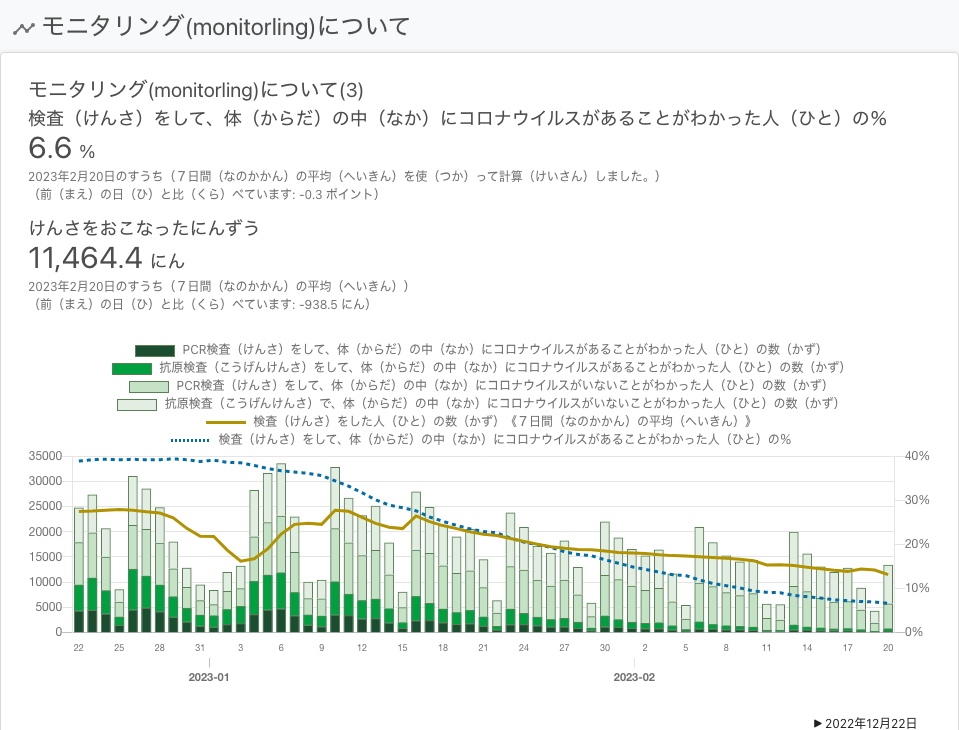 モニタリング(monitorling)について
モニタリング(monitorling)について(3)
検査（けんさ）をして、体（からだ）の中（なか）にコロナウイルスがあることがわかった人（ひと）の%
6.6 %
2023年2月20日のすうち（７日間（なのかかん）の平均（へいきん）を使（つか）って計算（けいさん）しました。）
（前（まえ）の日（ひ）と比（くら）べています: -0.3 ポイント）
けんさをおこなったにんずう
11,464.4 にん
2023年2月20日のすうち（７日間（なのかかん）の平均（へいきん））
（前（まえ）の日（ひ）と比（くら）べています: -938.5 にん）
PCR検査（けんさ）をして、体（からだ）の中（なか）にコロナウイルスがあることがわかった人（ひと）の数（かず）
抗原検査（こうげんけんさ）をして、体（からだ）の中（なか）にコロナウイルスがあることがわかった人（ひと）の数（かず）
PCR検査（けんさ）をして、体（からだ）の中（なか）にコロナウイルスがいないことがわかった人（ひと）の数（かず）
抗原検査（こうげんけんさ）で、体（からだ）の中（なか）にコロナウイルスがいないことがわかった人（ひと）の数（かず）
検査（けんさ）をした人（ひと）の数（かず）《７日間（なのかかん）の平均（へいきん）》
検査（けんさ）をして、体（からだ）の中（なか）にコロナウイルスがあることがわかった人（ひと）の%
35000 40%
30000
25000 30%
20000
15000 20%
10000 10%
5000
0 0%
22 25 28 31 3 6 9 12 15 18 21 24 27 30 2 5 8 11 14 17 20
2023-01 2023-02
▶ 2022年12月22日